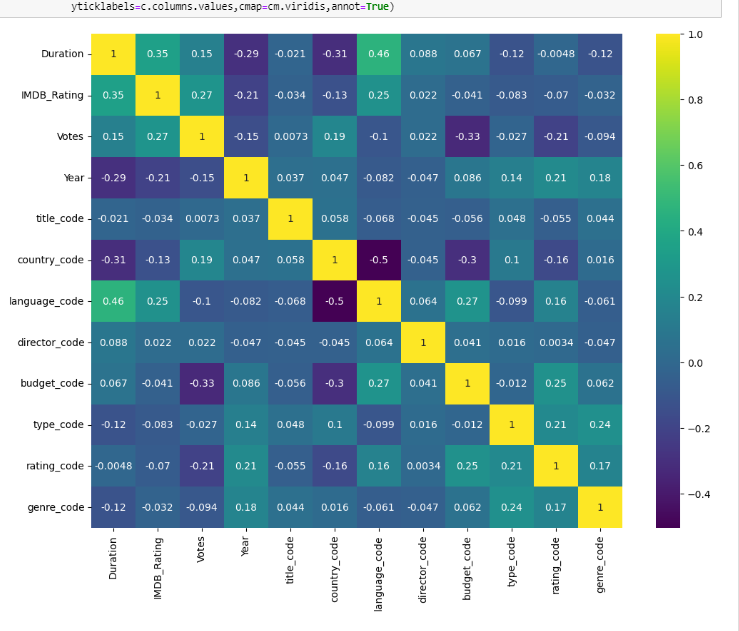 yticklabels=c.columns.values,cmap=cm.viridis,annot=True)
Duration 1 0.35 0.15 -0.29 -0.021 -0.31 0.46 0.088 0.067 -0.12 -0.0048 -0.12
IMDB_Rating 0.35 1 0.27 -0.21 -0.034 -0.13 0.25 0.022 -0.041 -0.083 -0.07 -0.032
Votes 0.15 0.27 1 -0.15 0.0073 0.19 -0.1 0.022 -0.33 -0.027 -0.21 -0.094
Year -0.29 -0.21 -0.15 1 0.037 0.047 -0.082 -0.047 0.086 0.14 0.21 0.18
title_code -0.021 -0.034 0.0073 0.037 1 0.058 -0.068 -0.045 -0.056 0.048 -0.055 0.044
country_code -0.31 -0.13 0.19 0.047 0.058 1 -0.5 -0.045 -0.3 0.1 -0.16 0.016
language_code 0.46 0.25 -0.1 -0.082 -0.068 -0.5 1 0.064 0.27 -0.099 0.16 -0.061
director_code 0.088 0.022 0.022 -0.047 -0.045 -0.045 0.064 1 0.041 0.016 0.0034 -0.047
budget_code 0.067 -0.041 -0.33 0.086 -0.056 -0.3 0.27 0.041 1 -0.012 0.25 0.062
type_code -0.12 -0.083 -0.027 0.14 0.048 0.1 -0.099 0.016 -0.012 1 0.21 0.24
rating_code -0.0048 -0.07 -0.21 0.21 -0.055 -0.16 0.16 0.0034 0.25 0.21 1 0.17
genre_code -0.12 -0.032 -0.094 0.18 0.044 0.016 -0.061 -0.047 0.062 0.24 0.17 1
Duration IMDB_Rating Votes Year title_code country_code language_code director_code budget_code type_code rating_code genre_code
1.0
0.8
0.6
0.4
0.2
0.0
−0.2
−0.4